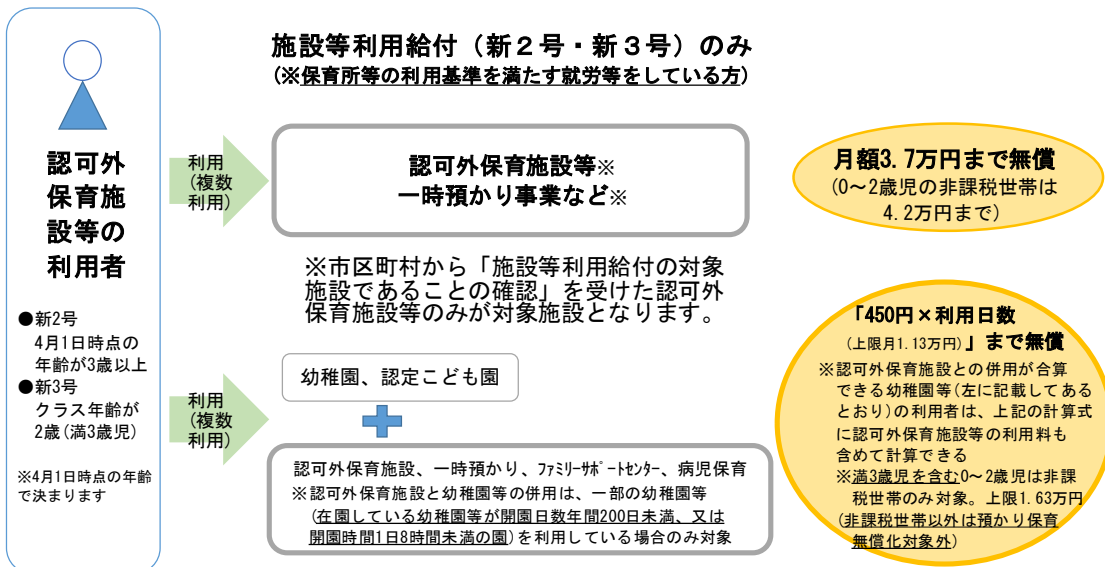 施設等利用給付（新２号・新３号）のみ
(※保育所等の利用基準を満たす就労等をしている方)
認可外
保育施
設等の
利用者
●新2号
4月1日時点の
年齢が3歳以上
●新3号
クラス年齢が
2歳(満3歳児)
※4月1日時点の年齢
で決まります
利用
(複数
利用)
認可外保育施設等※
一時預かり事業など※
月額3.7万円まで無償
(0～2歳児の非課税世帯は
4.2万円まで)
※市区町村から「施設等利用給付の対象
施設であることの確認」を受けた認可外
保育施設等のみが対象施設となります。
利用
(複数
利用)
幼稚園、認定こども園
認可外保育施設、一時預かり、ﾌｧﾐﾘｰｻﾎﾟｰﾄセンター、病児保育
※認可外保育施設と幼稚園等の併用は、一部の幼稚園等
(在園している幼稚園等が開園日数年間200日未満、又は
開園時間1日8時間未満の園)を利用している場合のみ対象
「450円×利用日数
(上限月1.13万円)」まで無償
※認可外保育施設との併用が合算
できる幼稚園等(左に記載してある
とおり)の利用者は、上記の計算式
に認可外保育施設等の利用料も
含めて計算できる
※満3歳児を含む0～2歳児は非課
税世帯のみ対象。上限1.63万円
(非課税世帯以外は預かり保育
無償化対象外)